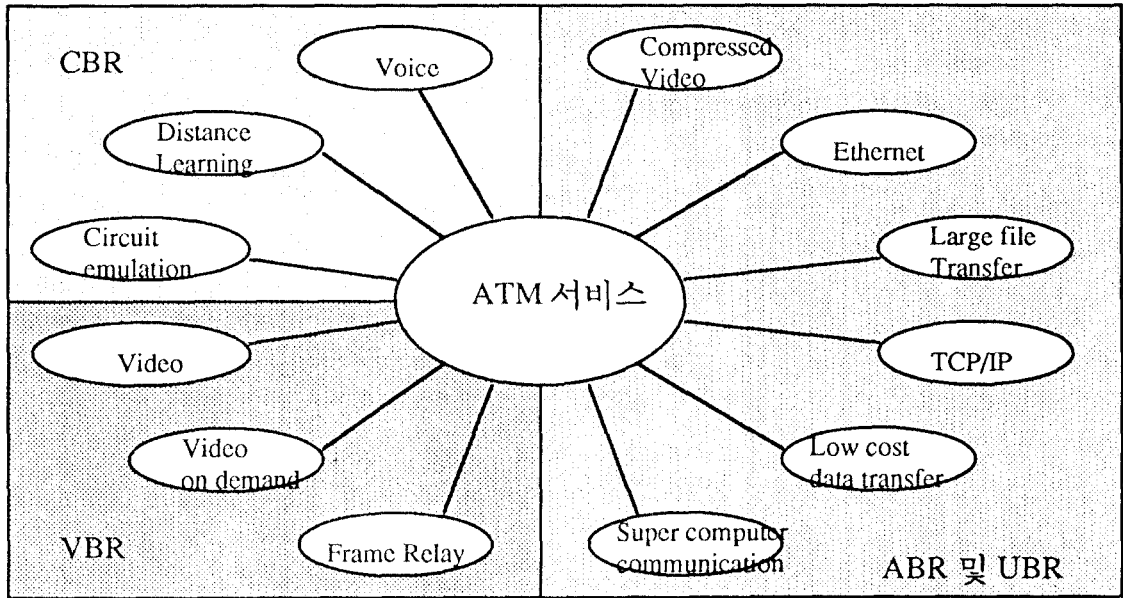 CBR
Voice
Distance
Learning
Circuit
emulation
Compressed
Video
Ethernet
Large file
Transfer
ATM 서비스
Video
Video
on demand
Frame Relay
VBR
TCP/IP
Low cost
data transfer
Super computer
communication
ABR 및 UBR